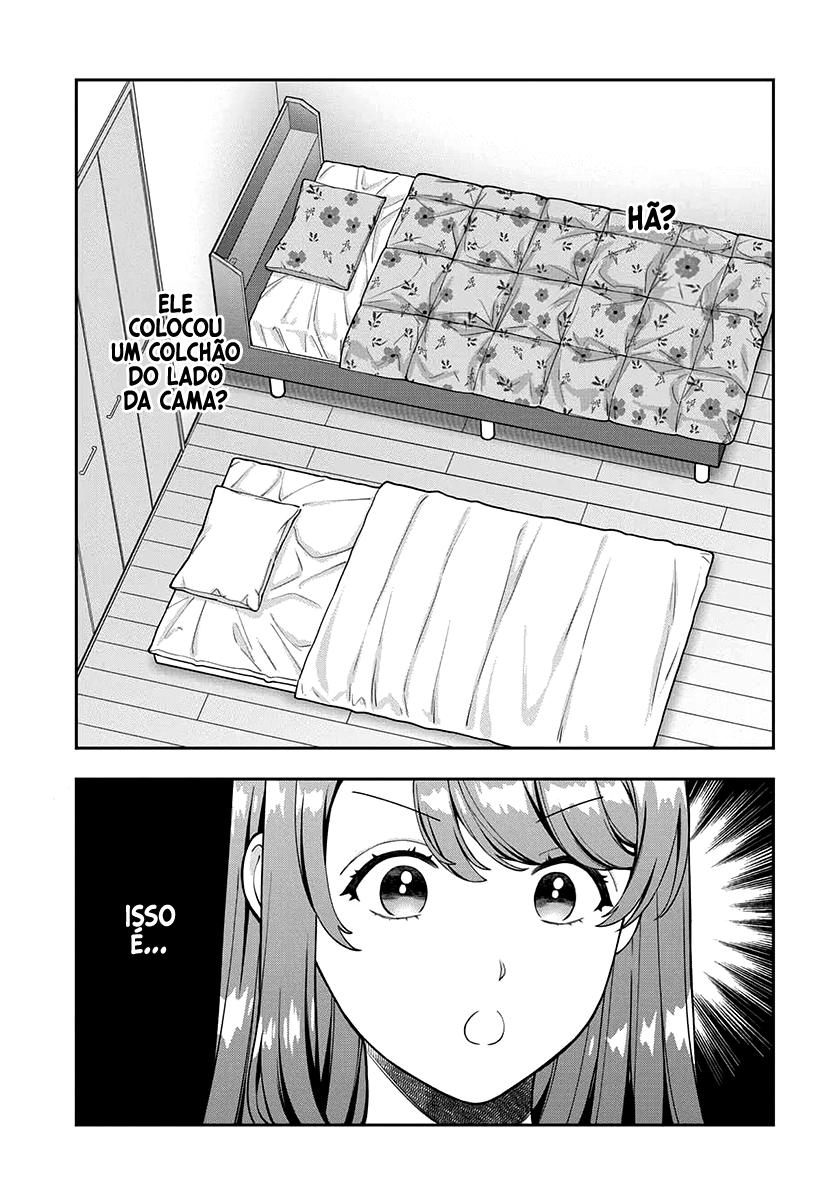 HÃ?
ELE
COLOCOU
UM COLCHÃO
DO LADO
DA CAMA?
ISSO
É...